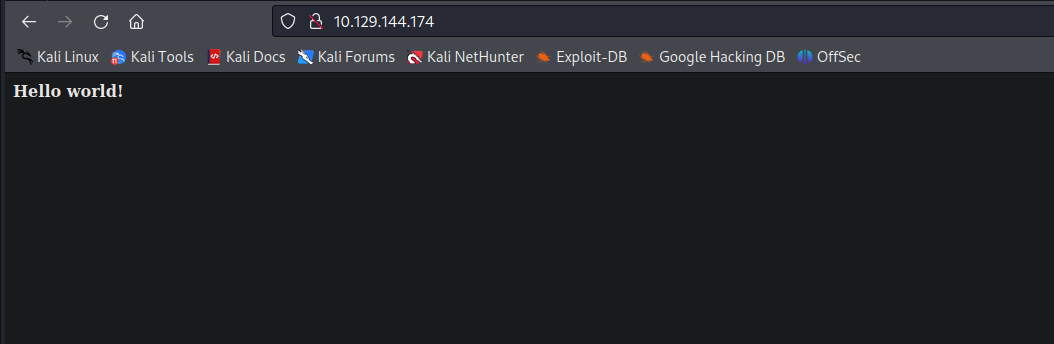 10.129.144.174
Kali Linux Kali Tools Kali Docs Kali Forums Kali NetHunter Exploit-DB Google Hacking DB OffSec
Hello world!